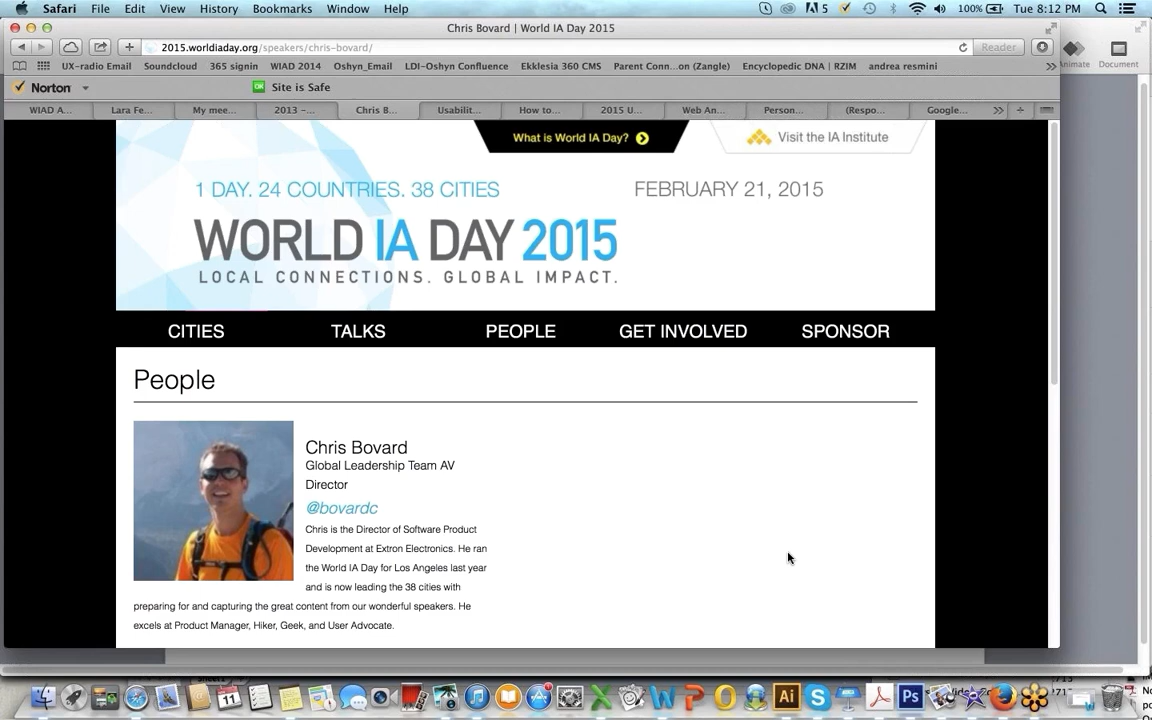 Safari File Edit View History Bookmarks Window Help 5 100% Tue 8:12 PM
Chris Bovard | World IA Day 2015
2015.worldiaday.org/speakers/chris-bovard/ Reader
Animate Document
UX-radio Email Soundcloud 365 signin WIAD 2014 Oshyn_Email LDI-Oshyn Confluence Ekklesia 360 CMS Parent Conn...on (Zangle) Encyclopedic DNA | RZIM andrea resmini
Norton OK Site is Safe
WIAD A... Lara Fe... My mee... 2013 –... Chris B... Usabilit... How to... 2015 U... Web An... Person... (Respo... Google...
What is World IA Day? Visit the IA Institute
1 DAY. 24 COUNTRIES. 38 CITIES FEBRUARY 21, 2015
WORLD IA DAY 2015
LOCAL CONNECTIONS. GLOBAL IMPACT.
CITIES TALKS PEOPLE GET INVOLVED SPONSOR
People
Chris Bovard
Global Leadership Team AV
Director
@bovardc
Chris is the Director of Software Product
Development at Extron Electronics. He ran
the World IA Day for Los Angeles last year
and is now leading the 38 cities with
preparing for and capturing the great content from our wonderful speakers. He
excels at Product Manager, Hiker, Geek, and User Advocate.
11 Ai Ps